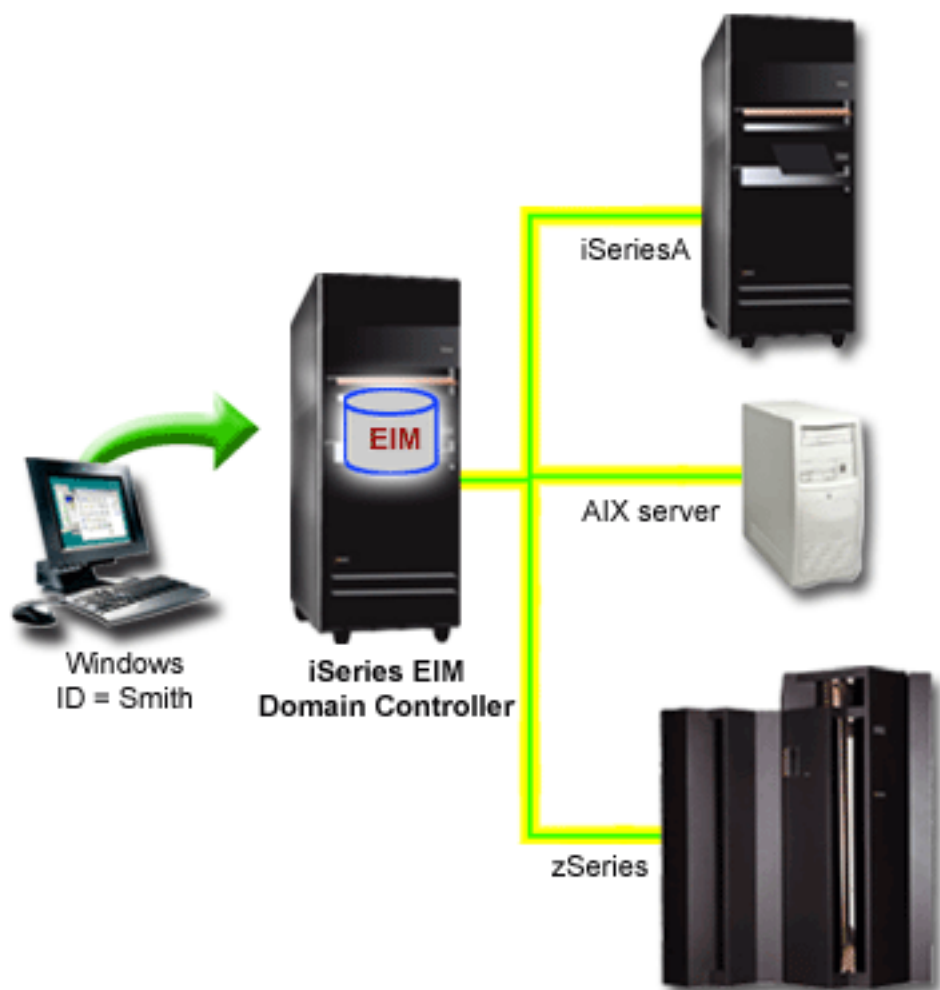 iSeriesA
EIM
AIX server
Windows
ID = Smith
iSeries EIM
Domain Controller
zSeries